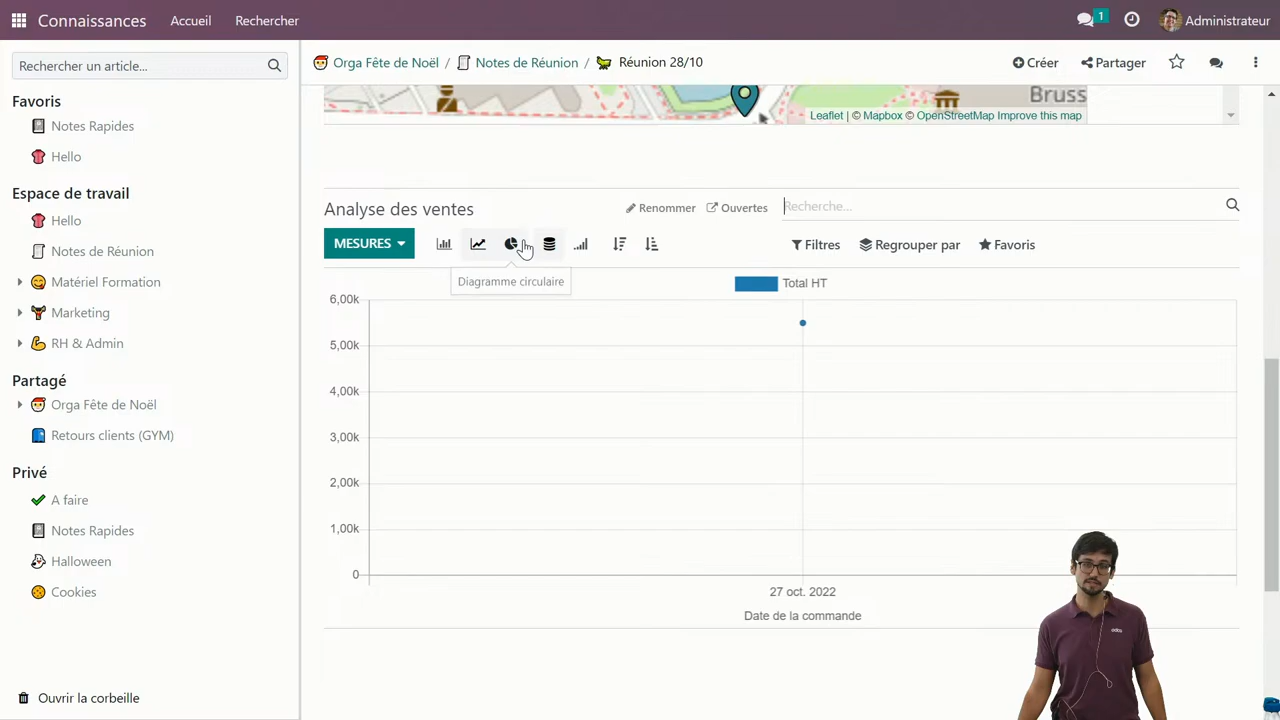 Connaissances Accueil Rechercher 1 Administrateur
Rechercher un article...
Favoris
Notes Rapides
Hello
Espace de travail
Hello
Notes de Réunion
Matériel Formation
Marketing
RH & Admin
Partagé
Orga Fête de Noël
Retours clients (GYM)
Privé
A faire
Notes Rapides
Halloween
Cookies
Ouvrir la corbeille
Orga Fête de Noël / Notes de Réunion / Réunion 28/10 Créer Partager
Bruss
Leaflet | © Mapbox © OpenStreetMap Improve this map
Analyse des ventes Renommer Ouvertes Recherche...
MESURES Filtres Regrouper par Favoris
Diagramme circulaire
Total HT
6,00k
5,00k
4,00k
3,00k
2,00k
1,00k
0
27 oct. 2022
Date de la commande
odoo